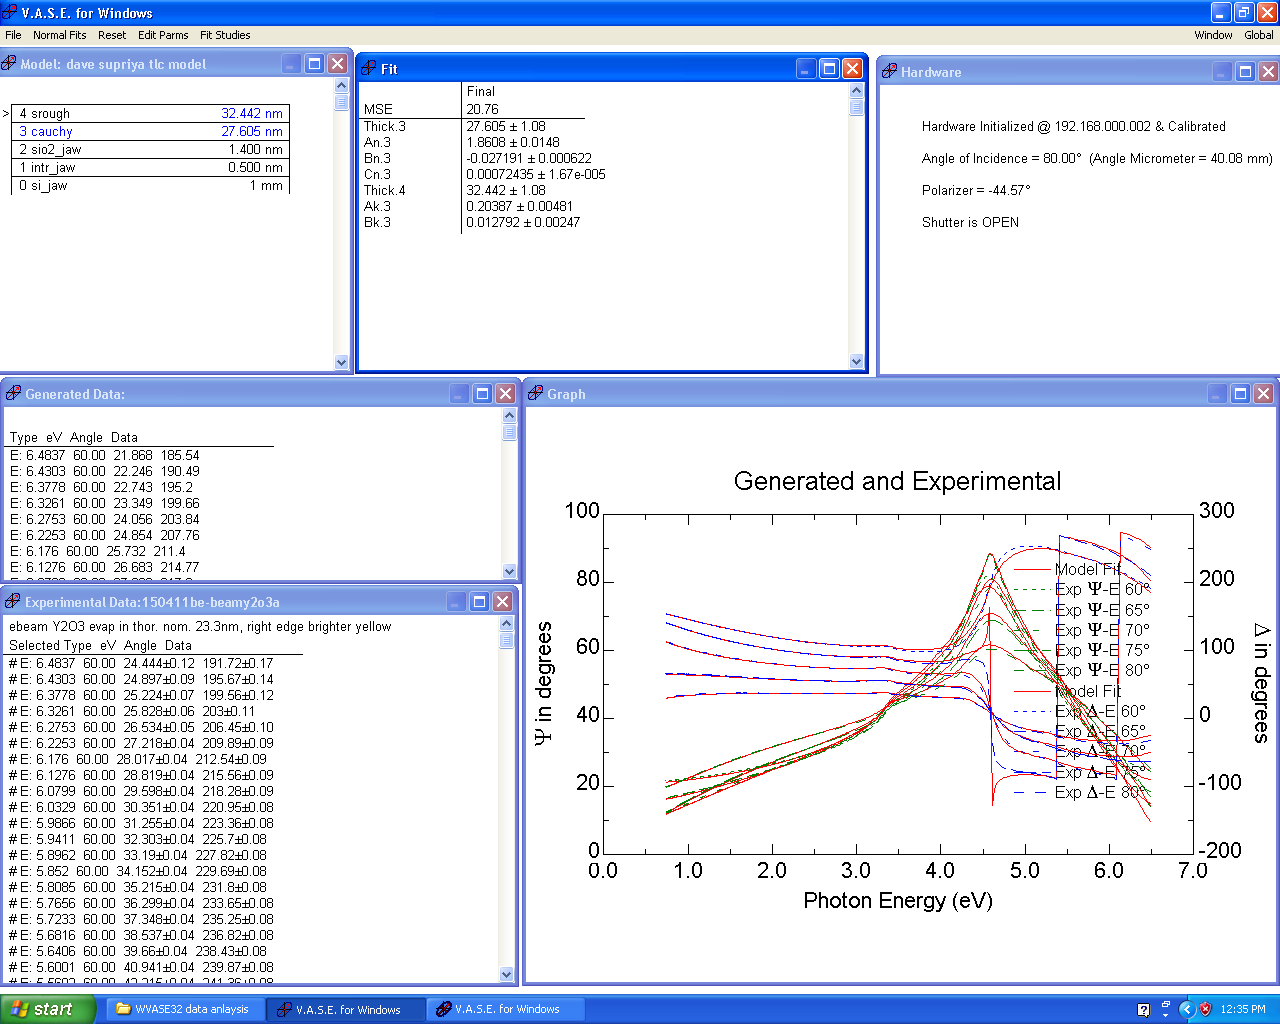 V.A.S.E. for Windows
File Normal Fits Reset Edit Parms Fit Studies Window Global
Model: dave supriya tlc model
> 4 srough 32.442 nm
3 cauchy 27.605 nm
2 sio2_jaw 1.400 nm
1 intr_jaw 0.500 nm
0 si_jaw 1 mm
Fit
Final
MSE 20.76
Thick.3 27.605 ± 1.08
An.3 1.8608 ± 0.0148
Bn.3 -0.027191 ± 0.000622
Cn.3 0.00072435 ± 1.67e-005
Thick.4 32.442 ± 1.08
Ak.3 0.20387 ± 0.00481
Bk.3 0.012792 ± 0.00247
Hardware
Hardware Initialized @ 192.168.000.002 & Calibrated
Angle of Incidence = 80.00° (Angle Micrometer = 40.08 mm)
Polarizer = -44.57°
Shutter is OPEN
Generated Data:
Type eV Angle Data
E: 6.4837 60.00 21.868 185.54
E: 6.4303 60.00 22.246 190.49
E: 6.3778 60.00 22.743 195.2
E: 6.3261 60.00 23.349 199.66
E: 6.2753 60.00 24.056 203.84
E: 6.2253 60.00 24.854 207.76
E: 6.176 60.00 25.732 211.4
E: 6.1276 60.00 26.683 214.77
Experimental Data:150411be-beamy2o3a
ebeam Y2O3 evap in thor. nom. 23.3nm, right edge brighter yellow
Selected Type eV Angle Data
# E: 6.4837 60.00 24.444±0.12 191.72±0.17
# E: 6.4303 60.00 24.897±0.09 195.67±0.14
# E: 6.3778 60.00 25.224±0.07 199.56±0.12
# E: 6.3261 60.00 25.828±0.06 203±0.11
# E: 6.2753 60.00 26.534±0.05 206.45±0.10
# E: 6.2253 60.00 27.218±0.04 209.89±0.09
# E: 6.176 60.00 28.017±0.04 212.54±0.09
# E: 6.1276 60.00 28.819±0.04 215.56±0.09
# E: 6.0799 60.00 29.598±0.04 218.28±0.09
# E: 6.0329 60.00 30.351±0.04 220.95±0.08
# E: 5.9866 60.00 31.255±0.04 223.36±0.08
# E: 5.9411 60.00 32.303±0.04 225.7±0.08
# E: 5.8962 60.00 33.19±0.04 227.82±0.08
# E: 5.852 60.00 34.152±0.04 229.69±0.08
# E: 5.8085 60.00 35.215±0.04 231.8±0.08
# E: 5.7656 60.00 36.299±0.04 233.65±0.08
# E: 5.7233 60.00 37.348±0.04 235.25±0.08
# E: 5.6816 60.00 38.537±0.04 236.82±0.08
# E: 5.6406 60.00 39.66±0.04 238.43±0.08
# E: 5.6001 60.00 40.941±0.04 239.87±0.08
Graph
Generated and Experimental
100 300
80 200
60 100
40 0
20 -100
0 -200
Ψ in degrees
Δ in degrees
Model Fit
Exp Ψ-E 60°
Exp Ψ-E 65°
Exp Ψ-E 70°
Exp Ψ-E 75°
Exp Ψ-E 80°
Model Fit
Exp Δ-E 60°
Exp Δ-E 65°
Exp Δ-E 70°
Exp Δ-E 75°
Exp Δ-E 80°
0.0 1.0 2.0 3.0 4.0 5.0 6.0 7.0
Photon Energy (eV)
start WVASE32 data anlaysis V.A.S.E. for Windows V.A.S.E. for Windows 12:35 PM